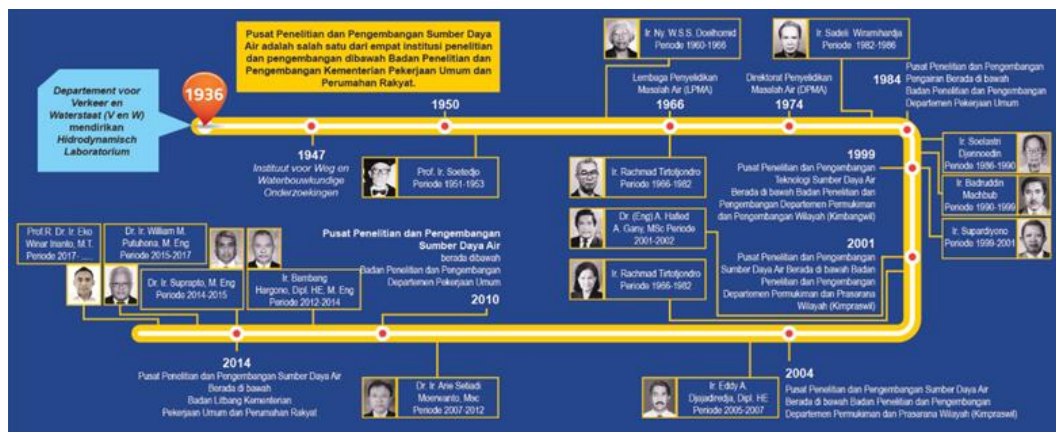 Pusat Penelitian dan Pengembangan Sumber Daya
Air adalah salah satu dari empat institusi penelitian
dan pengembangan dibawah Badan Penelitian dan
Pengembangan Kementerian Pekerjaan Umum dan
Perumahan Rakyat.
Departement voor
Verkeer en
Waterstaat (V en W)
mendirikan
Hidrodynamisch
Laboratorium
1936
1947
Instituut voor Weg en
Waterbouwkundige
Onderzoekingen
1950
Prof. Ir. Soetedjo
Periode 1951-1953
Ir. Ny. W.S.S. Doelhomid
Periode 1960-1966
Lembaga Penyelidikan
Masalah Air (LPMA)
1966
Ir. Rachmad Tirtotjondro
Periode 1966-1982
Direktorat Penyelidikan
Masalah Air (DPMA)
1974
Ir. Sadeli Wiramihardja
Periode 1982-1986
1984
Pusat Penelitian dan Pengembangan
Pengairan Berada di bawah
Badan Penelitian dan Pengembangan
Departemen Pekerjaan Umum
Ir. Soelastri
Djennoedin
Periode 1986-1990
Ir. Badruddin
Machbub
Periode 1990-1999
Ir. Supardiyono
Periode 1999-2001
1999
Pusat Penelitian dan Pengembangan
Teknologi Sumber Daya Air
Berada di bawah Badan Penelitian dan
Pengembangan Departemen Permukiman
dan Pengembangan Wilayah (Kimbangwil)
Dr. (Eng) A. Hafied
A. Gany, MSc Periode
2001-2002
2001
Pusat Penelitian dan Pengembangan
Sumber Daya Air Berada di bawah Badan
Penelitian dan Pengembangan
Departemen Permukiman dan Prasarana
Wilayah (Kimpraswil)
Ir. Rachmad Tirtotjondro
Periode 1966-1982
2004
Pusat Penelitian dan Pengembangan Sumber Daya Air
Berada di bawah Badan Penelitian dan Pengembangan
Departemen Permukiman dan Prasarana Wilayah (Kimpraswil)
Ir. Eddy A.
Djajadiredja, Dipl. HE
Periode 2005-2007
Dr. Ir. Arie Setiadi
Moerwanto, Msc
Periode 2007-2012
Pusat Penelitian dan Pengembangan
Sumber Daya Air
berada dibawah
Badan Penelitian dan Pengembangan
Departemen Pekerjaan Umum
2010
Ir. Bambang
Hargono, Dipl. HE, M. Eng
Periode 2012-2014
Dr. Ir. Suprapto, M. Eng
Periode 2014-2015
Dr. Ir. William M.
Putuhena, M. Eng
Periode 2015-2017
Prof.R. Dr. Ir. Eko
Winar Irianto, M.T.
Periode 2017- .....
2014
Pusat Penelitian dan Pengembangan Sumber Daya Air
Berada di bawah
Badan Litbang Kementerian
Pekerjaan Umum dan Perumahan Rakyat